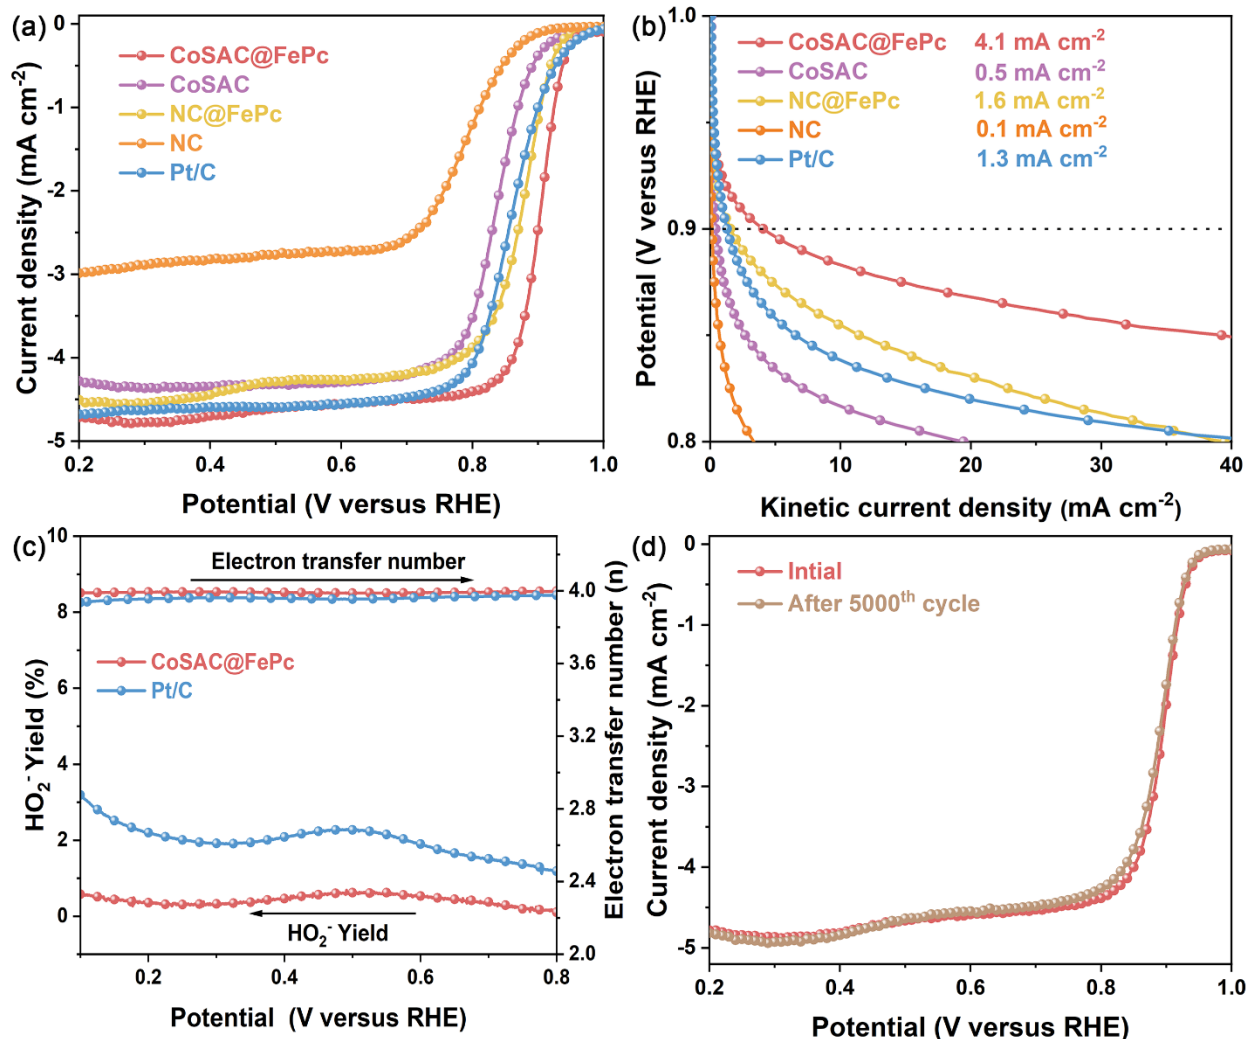 (a)
0
-1
-2
-3
-4
-5
Current density (mA cm⁻²)
CoSAC@FePc
CoSAC
NC@FePc
NC
Pt/C
0.2 0.4 0.6 0.8 1.0
Potential (V versus RHE)
(b)
1.0
0.9
0.8
Potential (V versus RHE)
CoSAC@FePc 4.1 mA cm⁻²
CoSAC 0.5 mA cm⁻²
NC@FePc 1.6 mA cm⁻²
NC 0.1 mA cm⁻²
Pt/C 1.3 mA cm⁻²
0 10 20 30 40
Kinetic current density (mA cm⁻²)
(c)
10
8
6
4
2
0
HO₂⁻ Yield (%)
Electron transfer number
CoSAC@FePc
Pt/C
HO₂⁻ Yield
4.0
3.6
3.2
2.8
2.4
2.0
Electron transfer number (n)
0.2 0.4 0.6 0.8
Potential (V versus RHE)
(d)
0
-1
-2
-3
-4
-5
Current density (mA cm⁻²)
Intial
After 5000ᵗʰ cycle
0.2 0.4 0.6 0.8 1.0
Potential (V versus RHE)